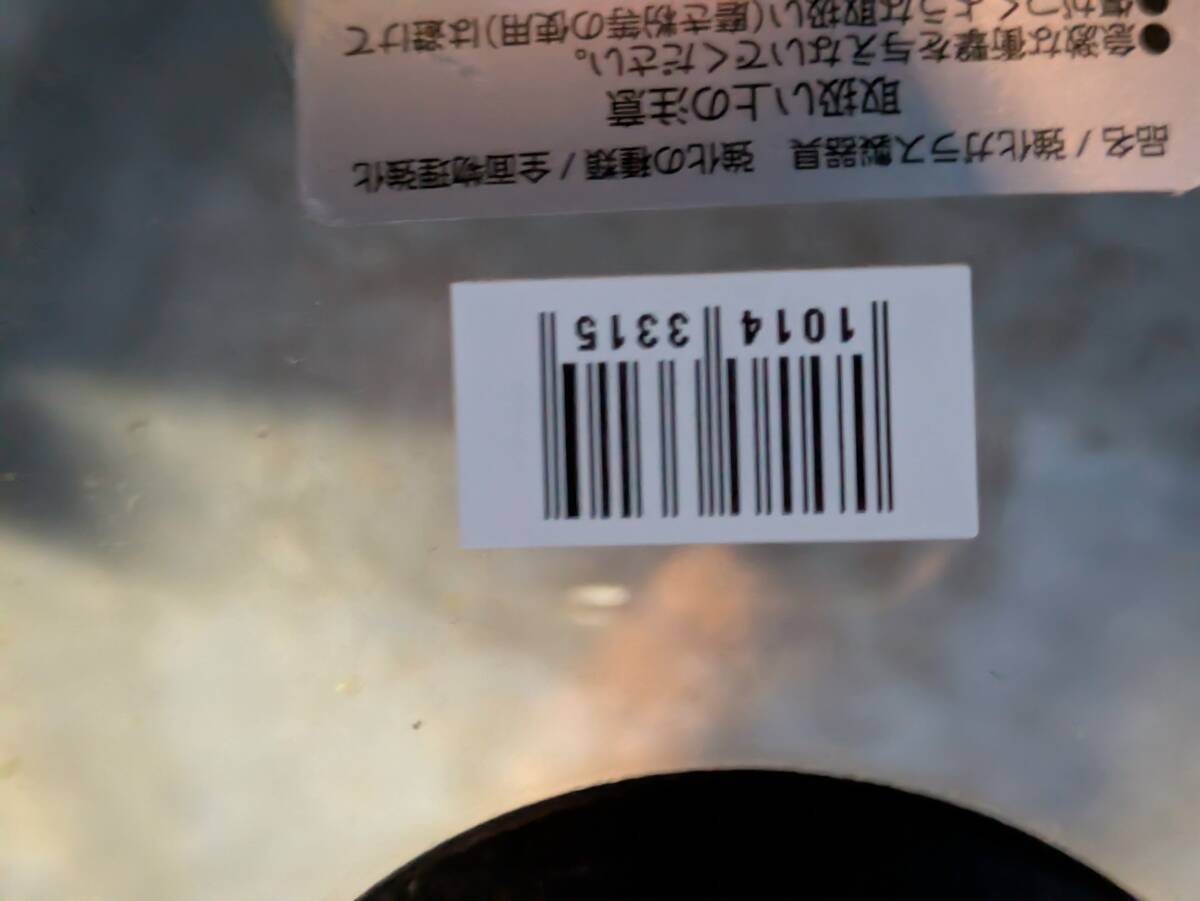 品名 / 強化ガラス製器具　強化の種類 / 全面物理強化
取扱い上の注意
●急激な衝撃を与えないでください。
●傷がつくような取扱い(磨き粉等の使用)は避けて
1014 3315